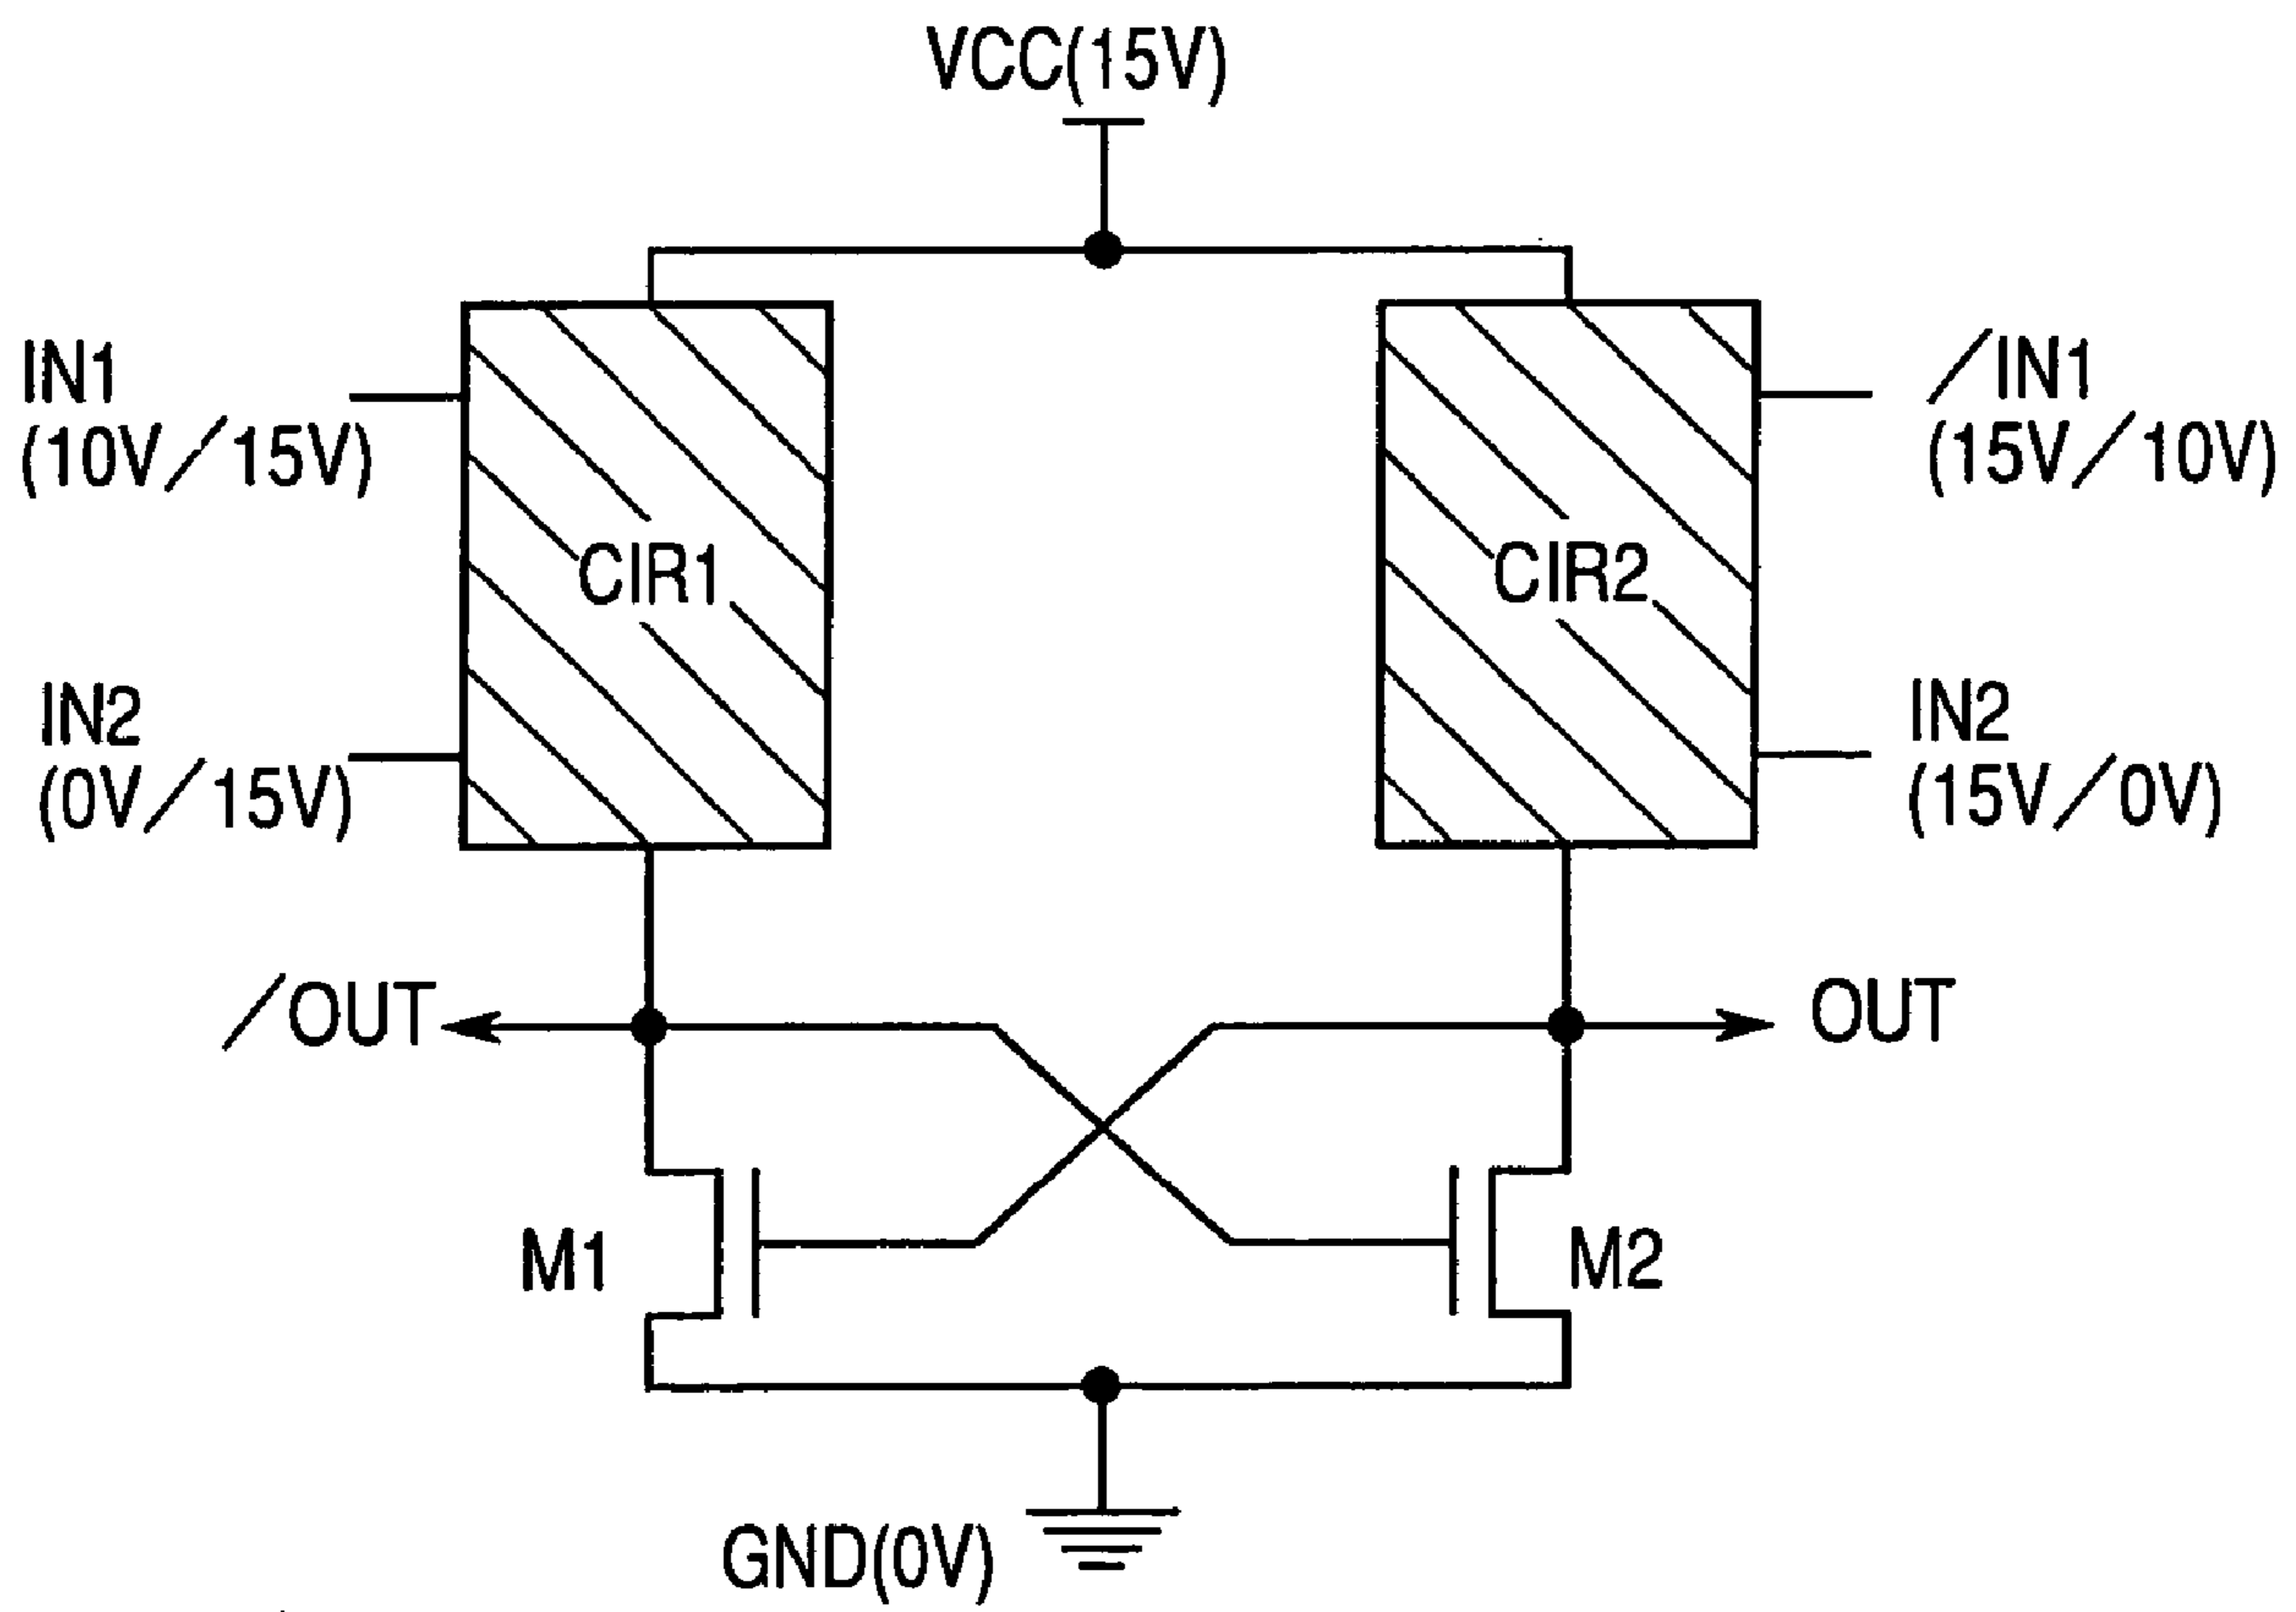 VCC(15V)
IN1
(10V/15V)
/IN1
(15V/10V)
CIR1
CIR2
IN2
(0V/15V)
IN2
(15V/0V)
/OUT
OUT
M1
M2
GND(0V)